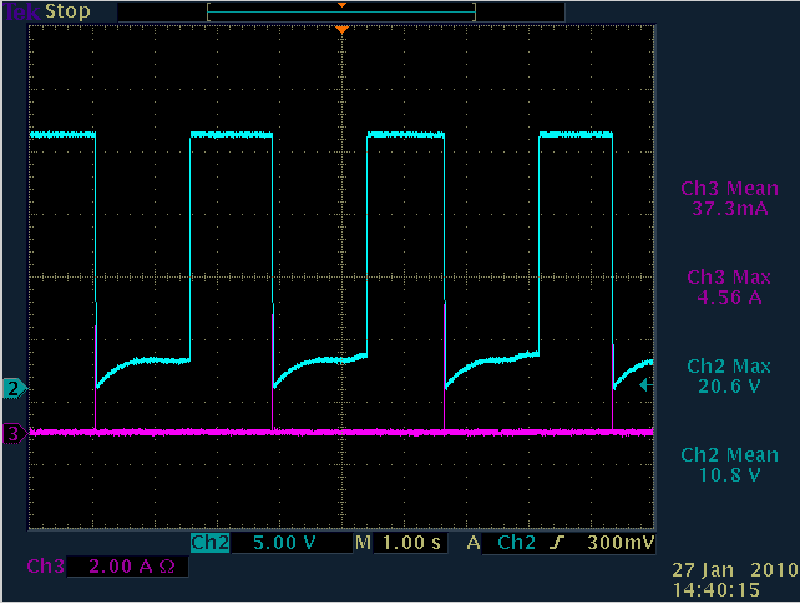 Tek Stop
Ch3 Mean
37.3mA
Ch3 Max
4.56 A
Ch2 Max
20.6 V
Ch2 Mean
10.8 V
2
3
Ch2 5.00 V M 1.00 s A Ch2 300mV
Ch3 2.00 A Ω
27 Jan 2010
14:40:15